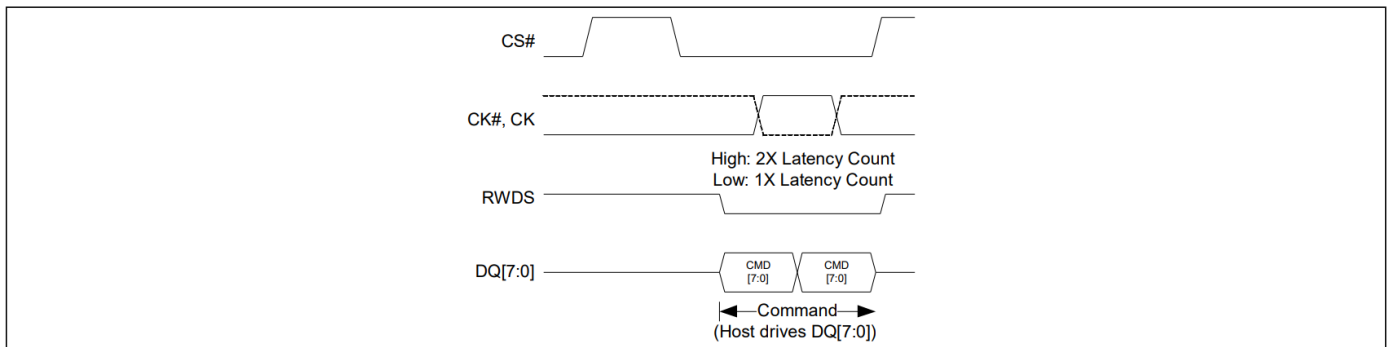 CS#
CK#, CK
High: 2X Latency Count
Low: 1X Latency Count
RWDS
DQ[7:0]
CMD
[7:0]
CMD
[7:0]
Command
(Host drives DQ[7:0])